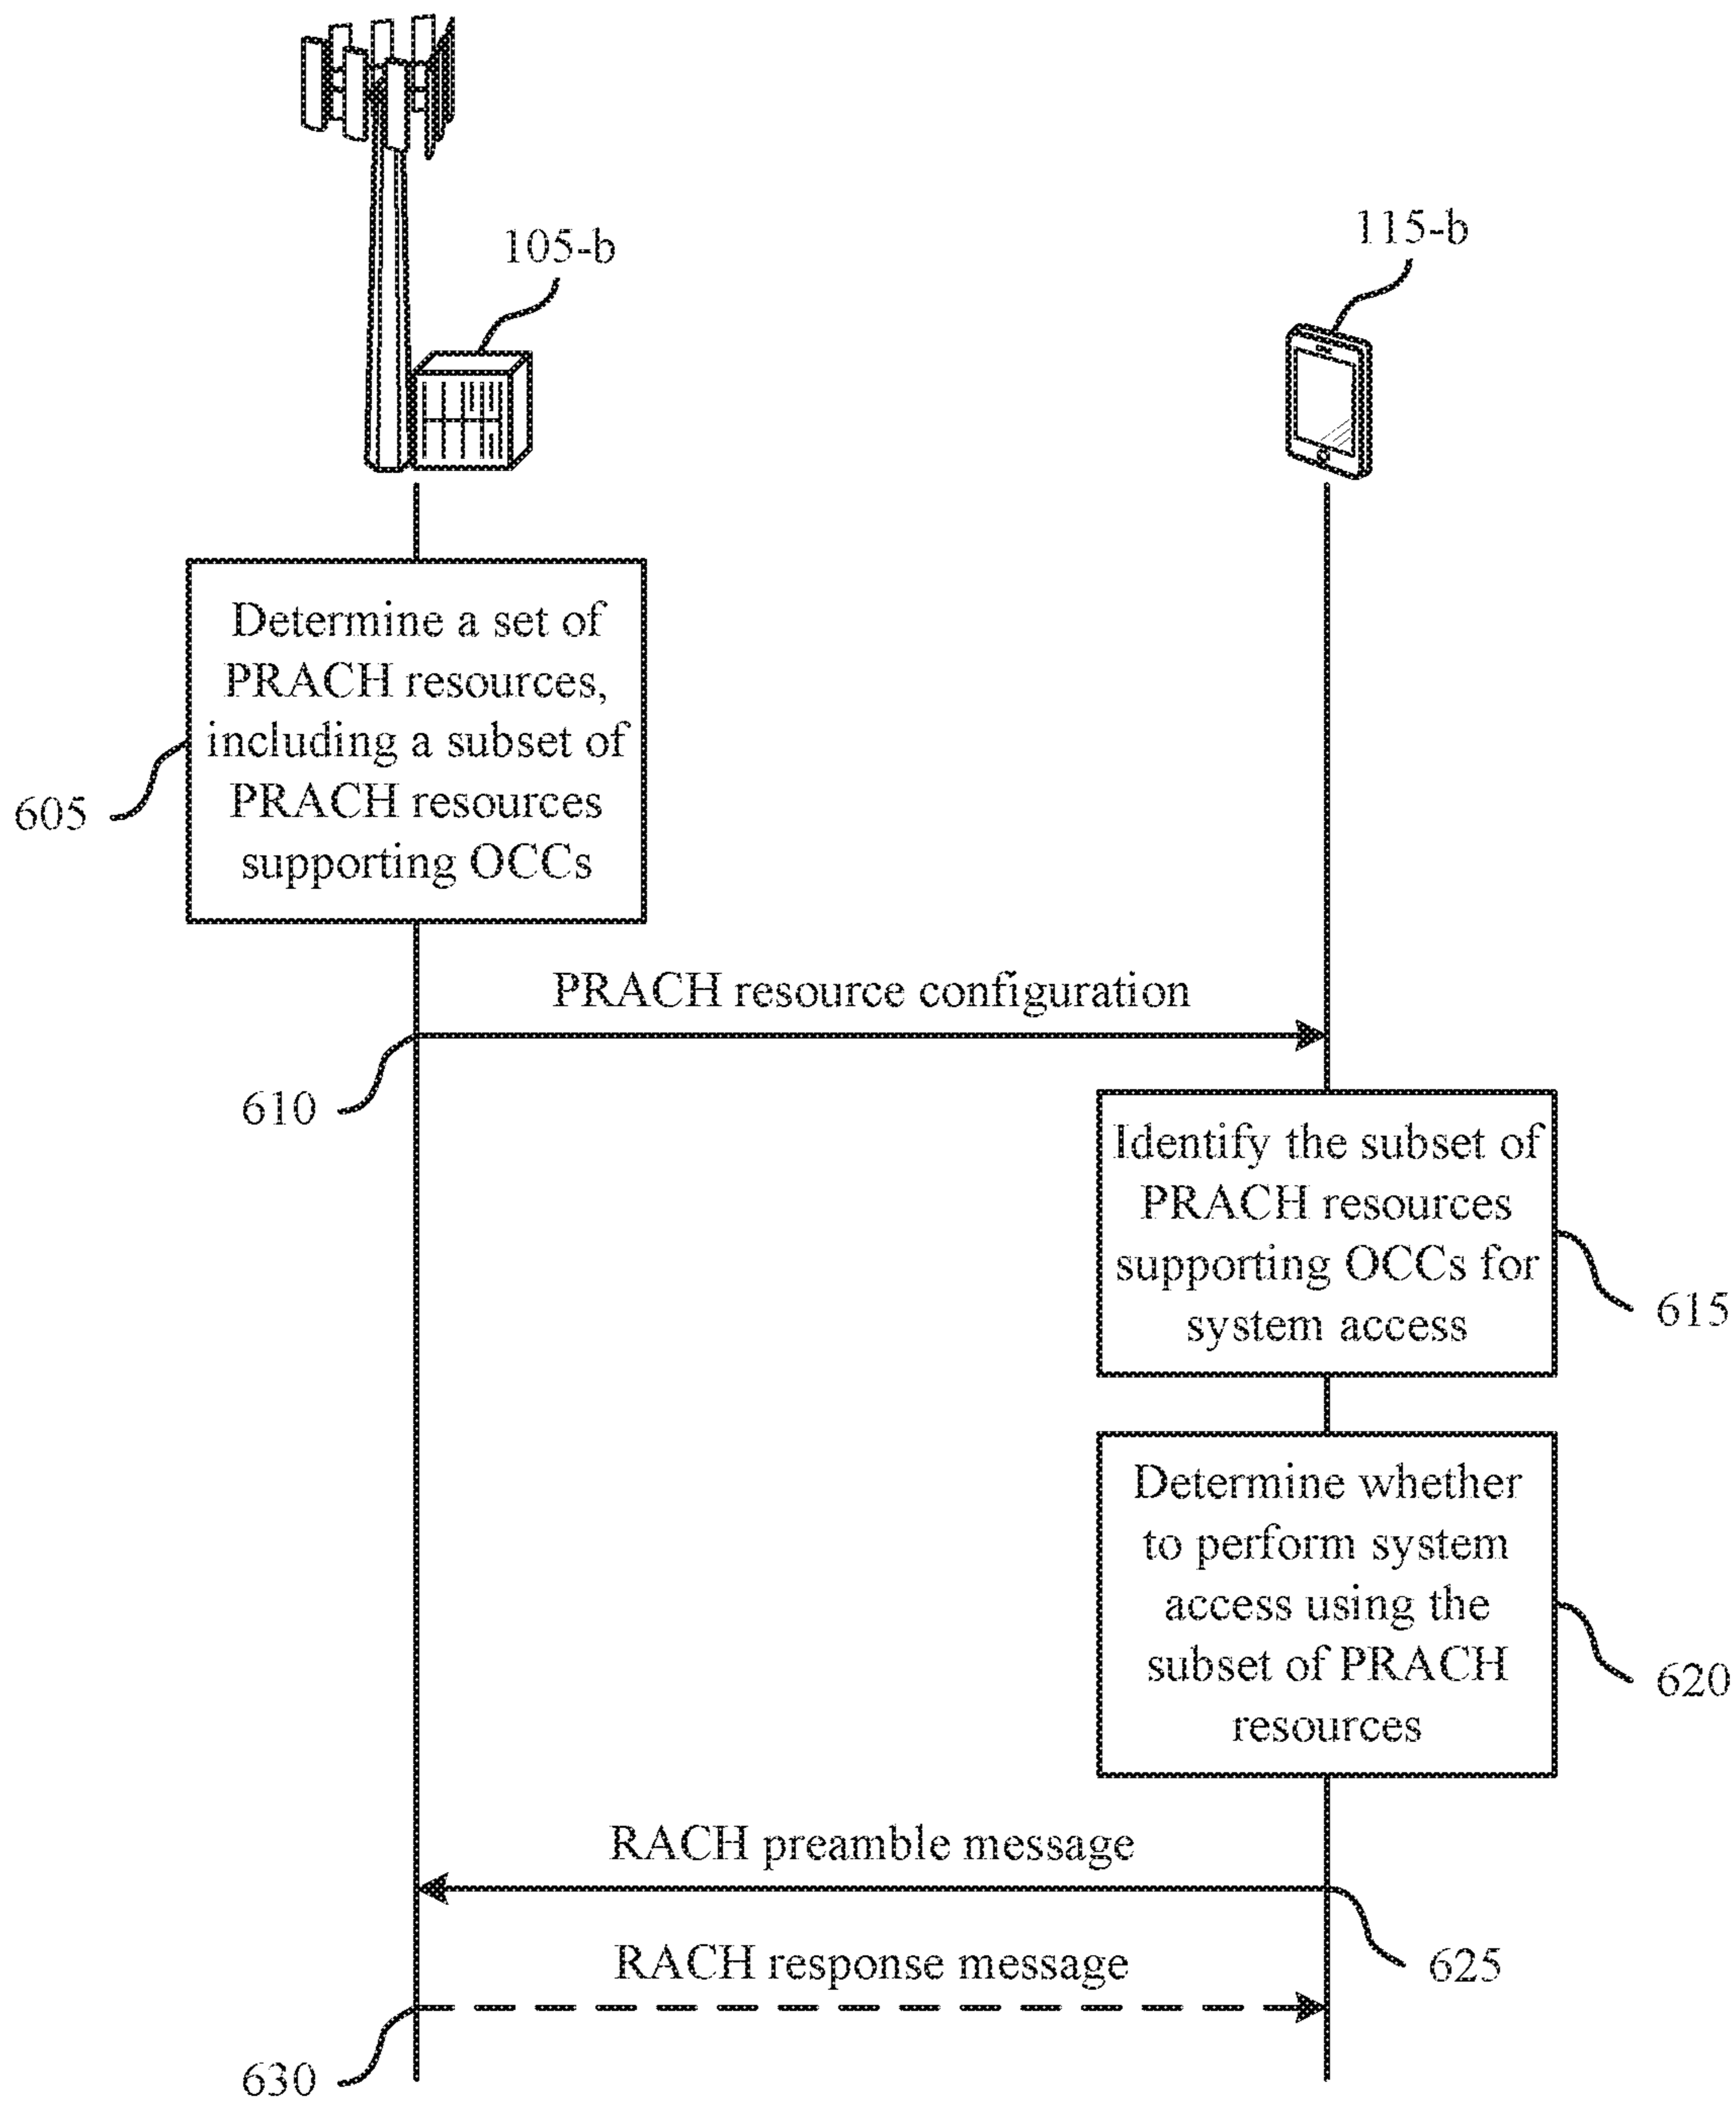 105-b
115-b
Determine a set of
PRACH resources,
including a subset of
PRACH resources
supporting OCCs
605
PRACH resource configuration
610
Identify the subset of
PRACH resources
supporting OCCs for
system access
615
Determine whether
to perform system
access using the
subset of PRACH
resources
620
RACH preamble message
625
RACH response message
630